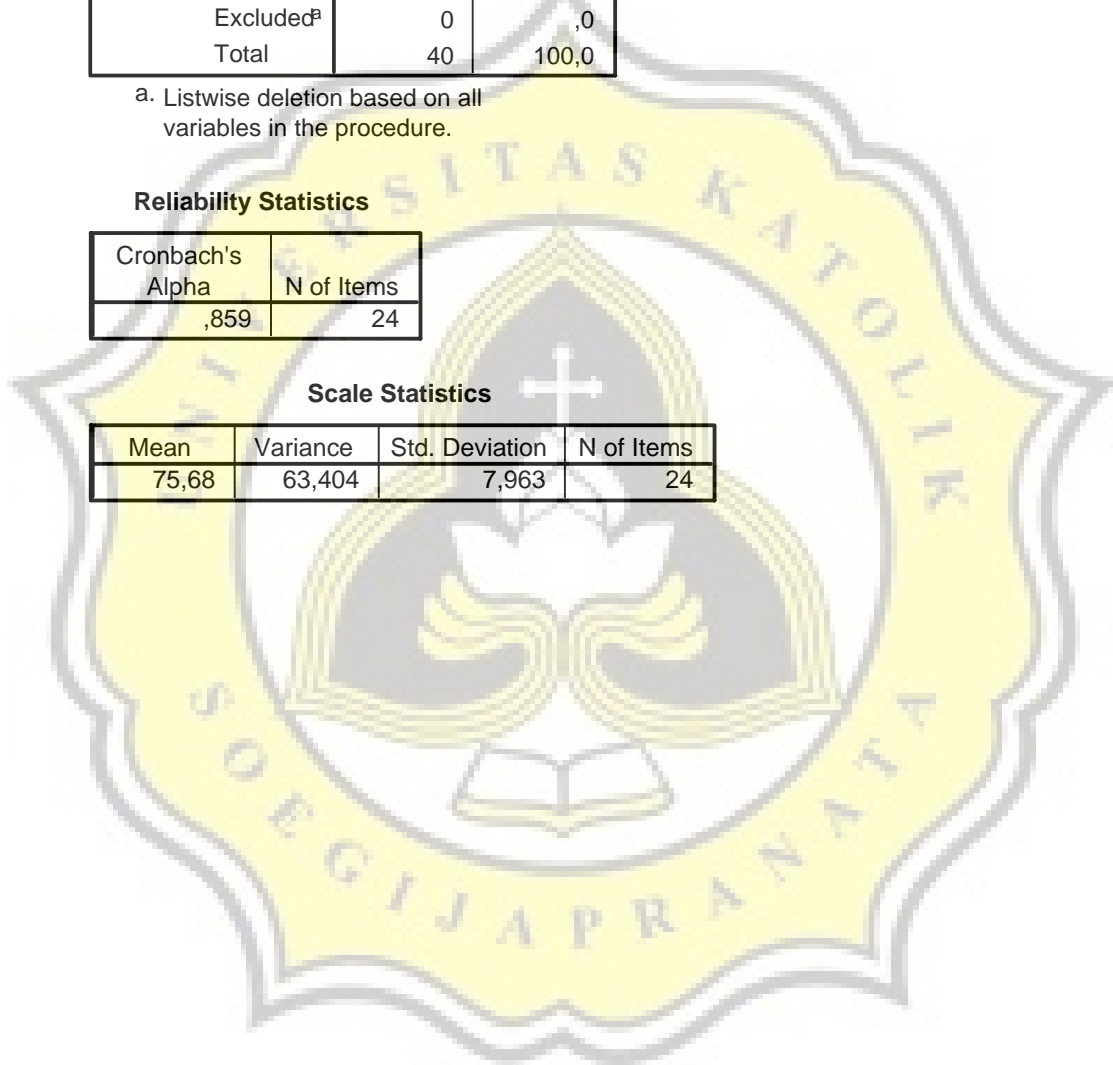 Excludedª 0 ,0
Total 40 100,0
a. Listwise deletion based on all
variables in the procedure.
Reliability Statistics
Cronbach's
Alpha N of Items
,859 24
Scale Statistics
Mean Variance Std. Deviation N of Items
75,68 63,404 7,963 24
UNIVERSITAS KATOLIK
SOEGIJAPRANATA